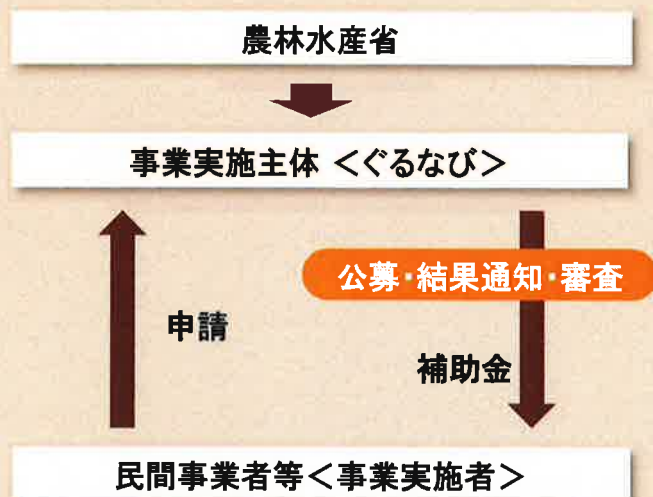 農林水産省
事業実施主体 ＜ぐるなび＞
公募・結果通知・審査
申請
補助金
民間事業者等＜事業実施者＞